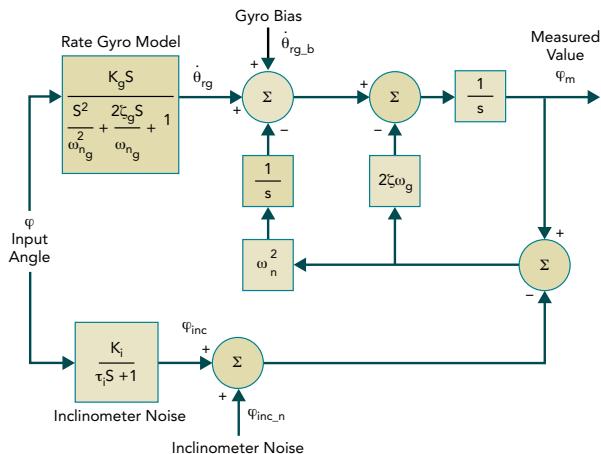 Gyro Bias
θ̇rg_b
Rate Gyro Model
Measured
Value
φm
KgS
S²/ω²ng + 2ζgS/ωng + 1
θ̇rg
+
+
Σ
−
+
Σ
−
1/s
1/s
2ζωg
φ
Input
Angle
ω²n
+
Σ
−
φinc
Ki
τiS +1
+
Σ
+
Inclinometer Noise
φinc_n
Inclinometer Noise